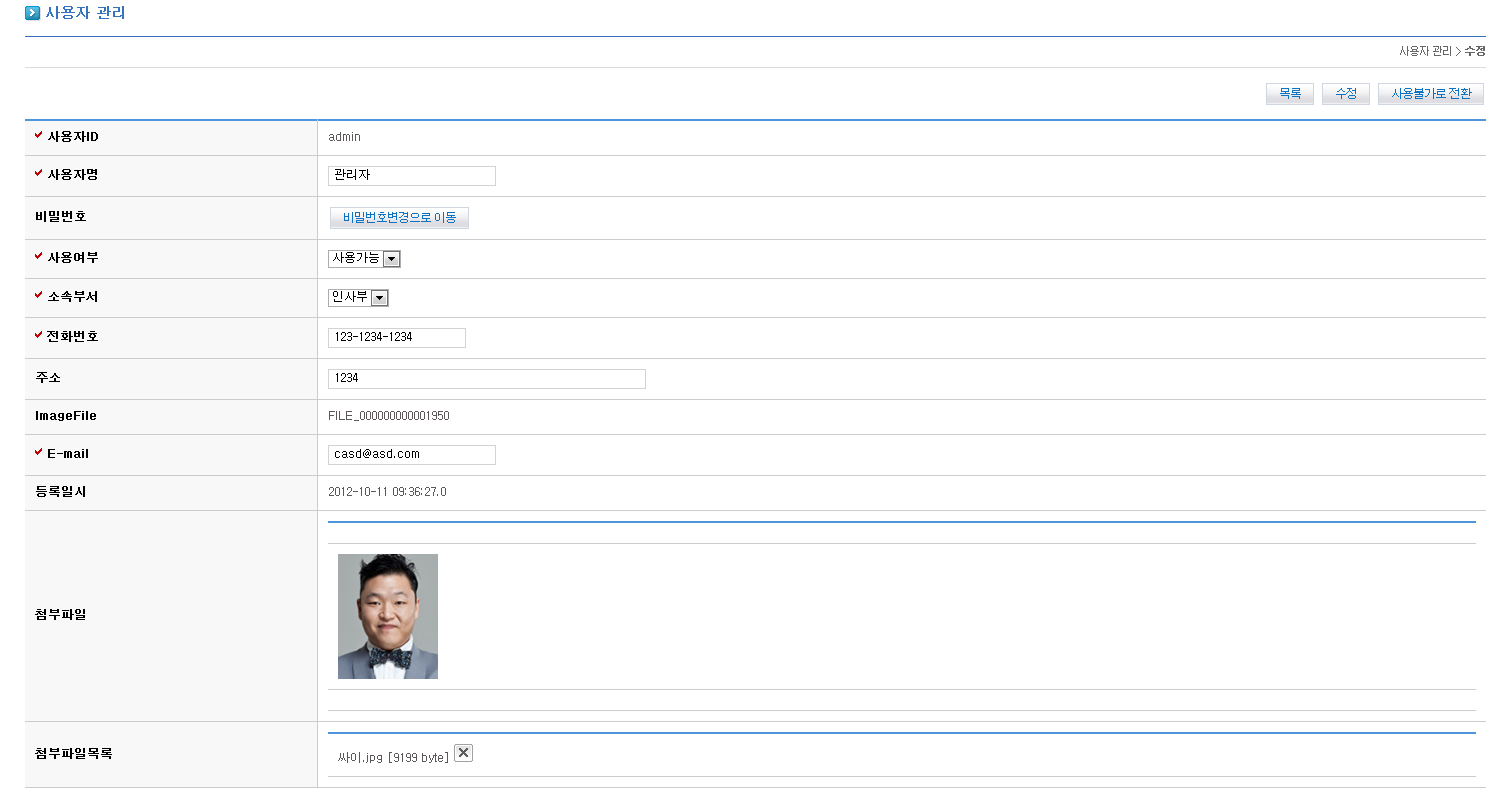 사용자 관리
사용자 관리 > 수정
목록 수정 사용불가로 전환
사용자ID admin
사용자명 관리자
비밀번호 비밀번호변경으로 이동
사용여부 사용가능
소속부서 인사부
전화번호 123-1234-1234
주소 1234
ImageFile FILE_000000000001950
E-mail casd@asd.com
등록일시 2012-10-11 09:36:27.0
첨부파일
첨부파일목록 싸이.jpg [9199 byte]